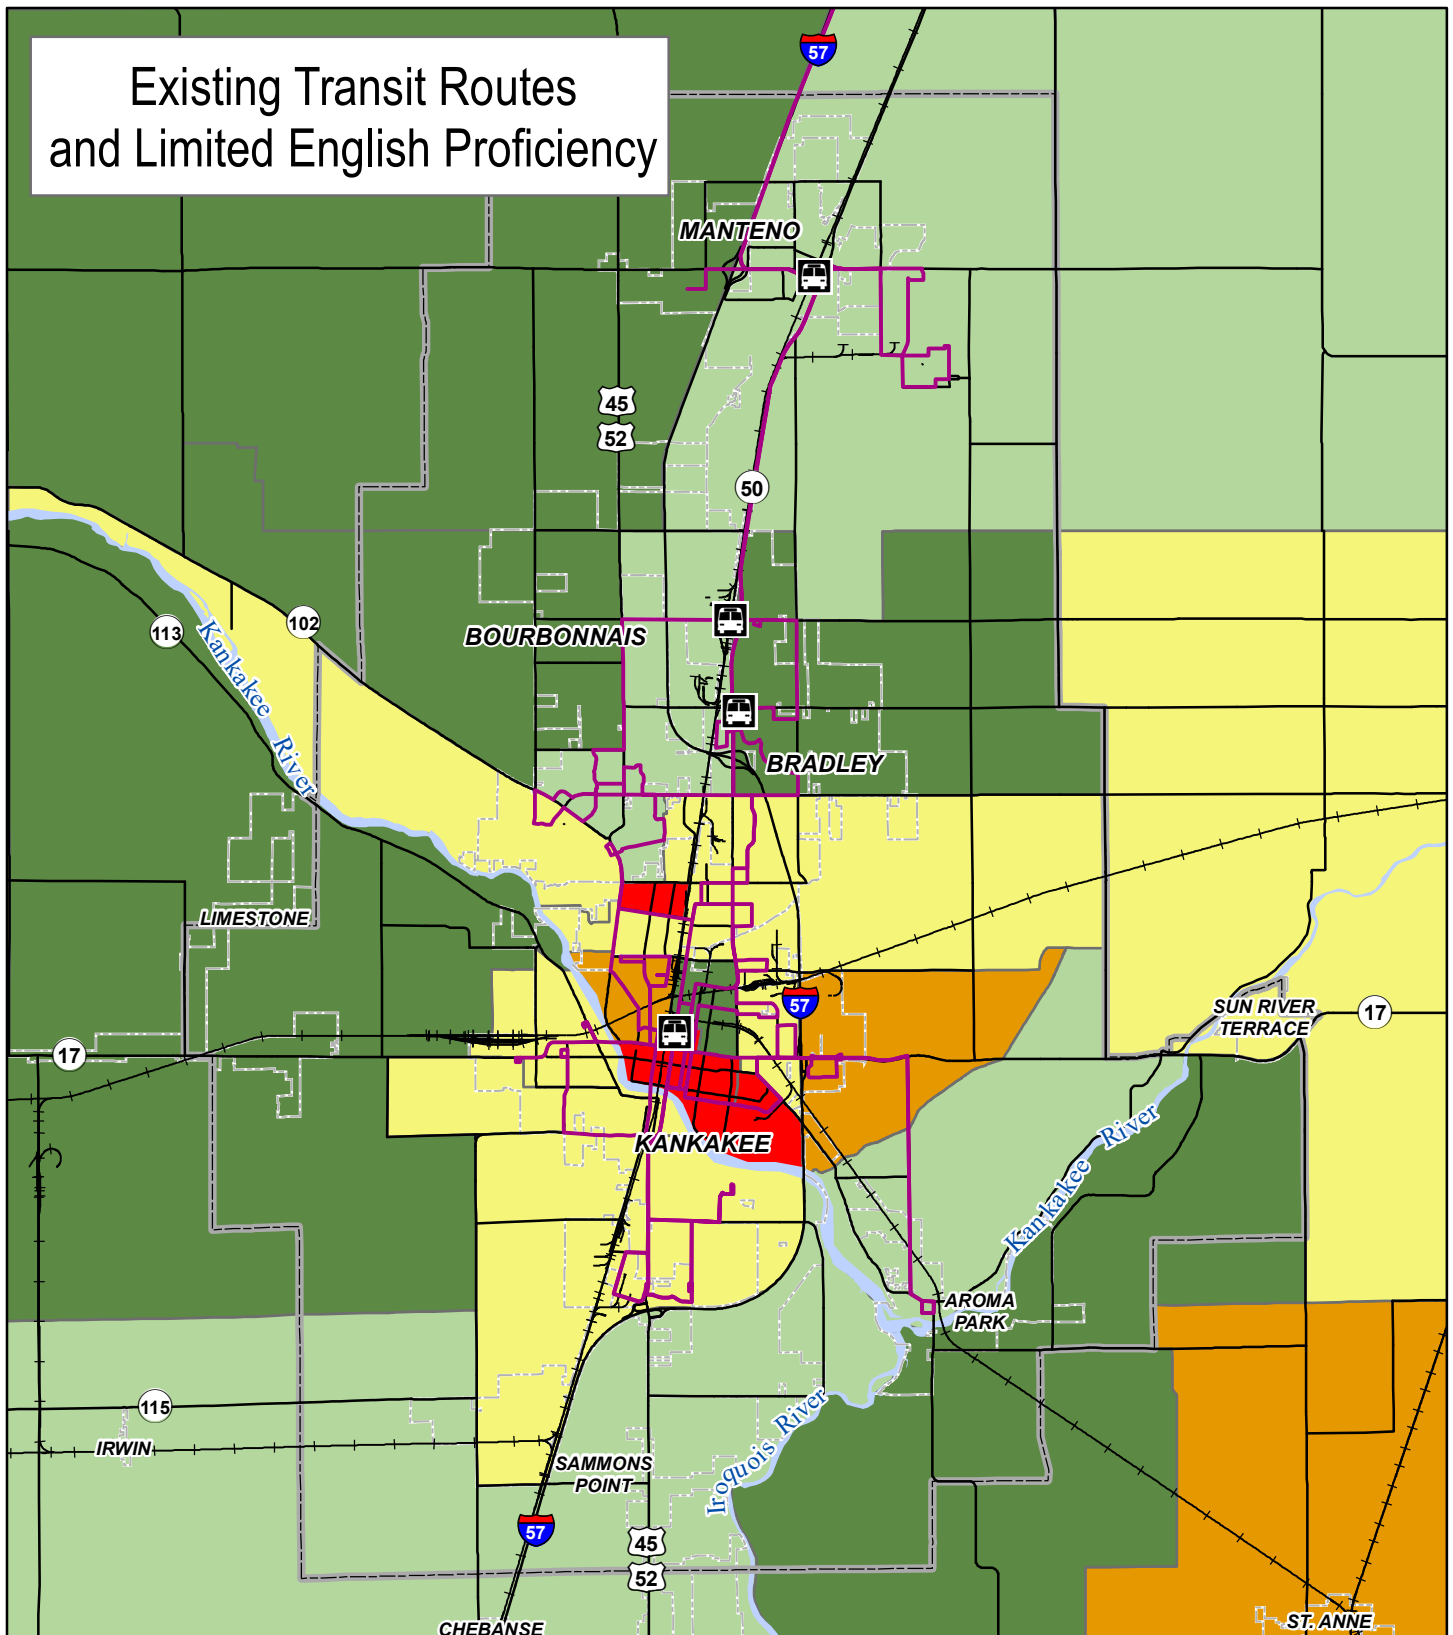 Existing Transit Routes
and Limited English Proficiency
57
MANTENO
45
52
50
113
102
BOURBONNAIS
Kankakee
River
BRADLEY
LIMESTONE
57
SUN RIVER
TERRACE
17
17
KANKAKEE
Kankakee River
AROMA
PARK
115
IRWIN
SAMMONS
POINT
Iroquois River
57
45
52
CHEBANSE
ST. ANNE